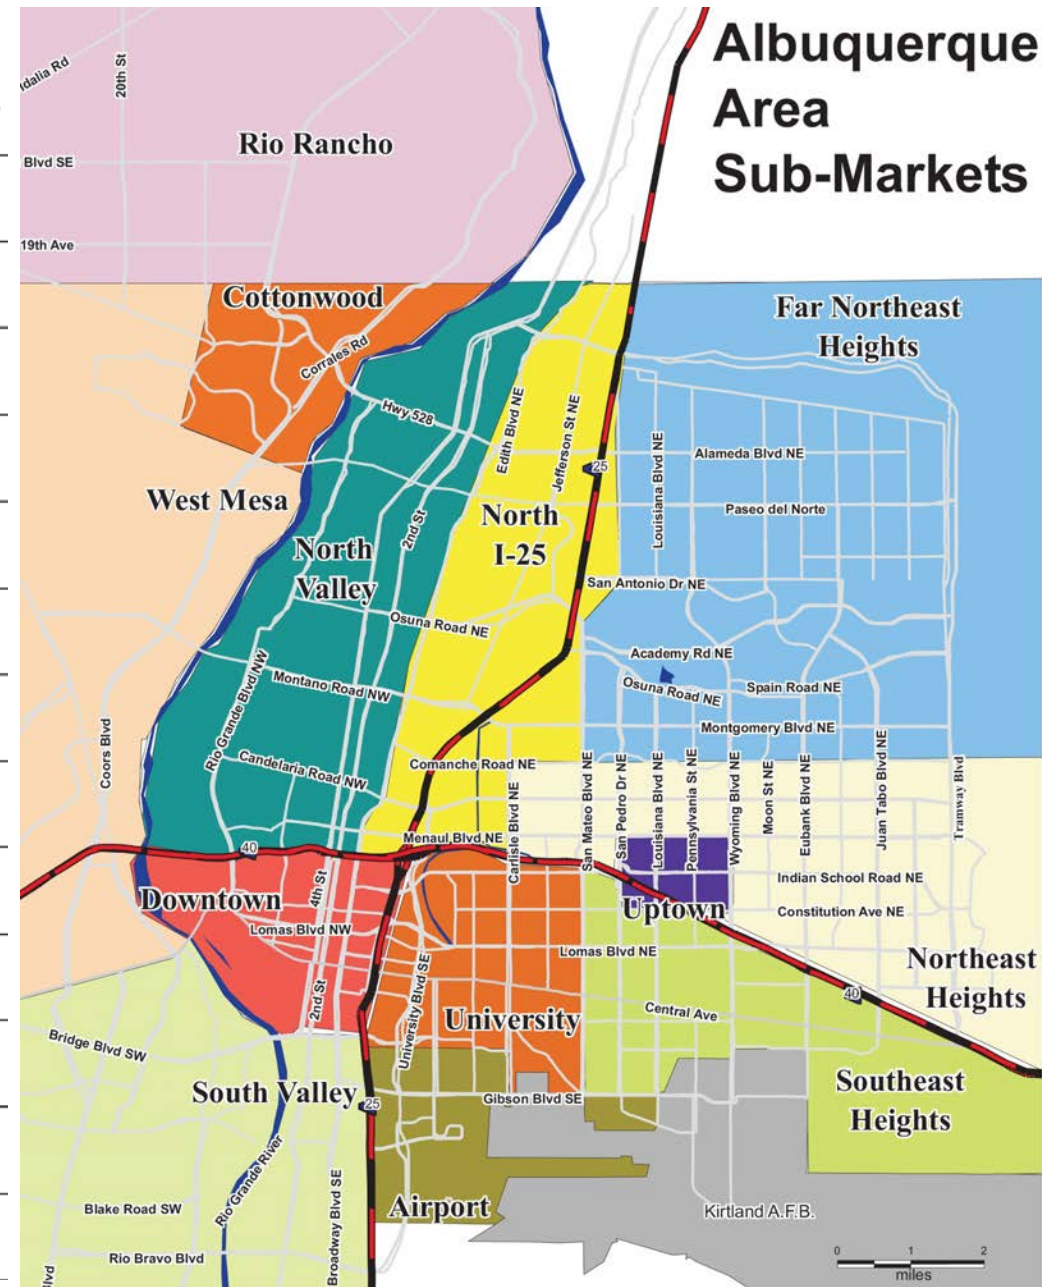 Albuquerque
Area
Sub-Markets
dalia Rd
20th St
Rio Rancho
Blvd SE
19th Ave
Cottonwood
Corrales Rd
Far Northeast
Heights
Hwy 528
Edith Blvd NE
Jefferson St NE
Louisiana Blvd NE
Alameda Blvd NE
25
West Mesa
2nd St
North
I-25
Paseo del Norte
North
Valley
San Antonio Dr NE
Osuna Road NE
Academy Rd NE
Rio Grande Blvd NW
Montano Road NW
Osuna Road NE
Spain Road NE
Montgomery Blvd NE
Coors Blvd
Candelaria Road NW
Comanche Road NE
Carlisle Blvd NE
San Mateo Blvd NE
San Pedro Dr NE
Louisiana Blvd NE
Pennsylvania St NE
Wyoming Blvd NE
Moon St NE
Eubank Blvd NE
Juan Tabo Blvd NE
Tramway Blvd
Menaul Blvd NE
40
Indian School Road NE
Downtown
4th St
Uptown
Constitution Ave NE
Lomas Blvd NW
Lomas Blvd NE
Northeast
Heights
2nd St
University Blvd SE
University
Central Ave
40
Bridge Blvd SW
South Valley
25
Gibson Blvd SE
Southeast
Heights
Rio Grande River
Broadway Blvd SE
Blake Road SW
Airport
Kirtland A.F.B.
Rio Bravo Blvd
lvd
0 1 2
miles